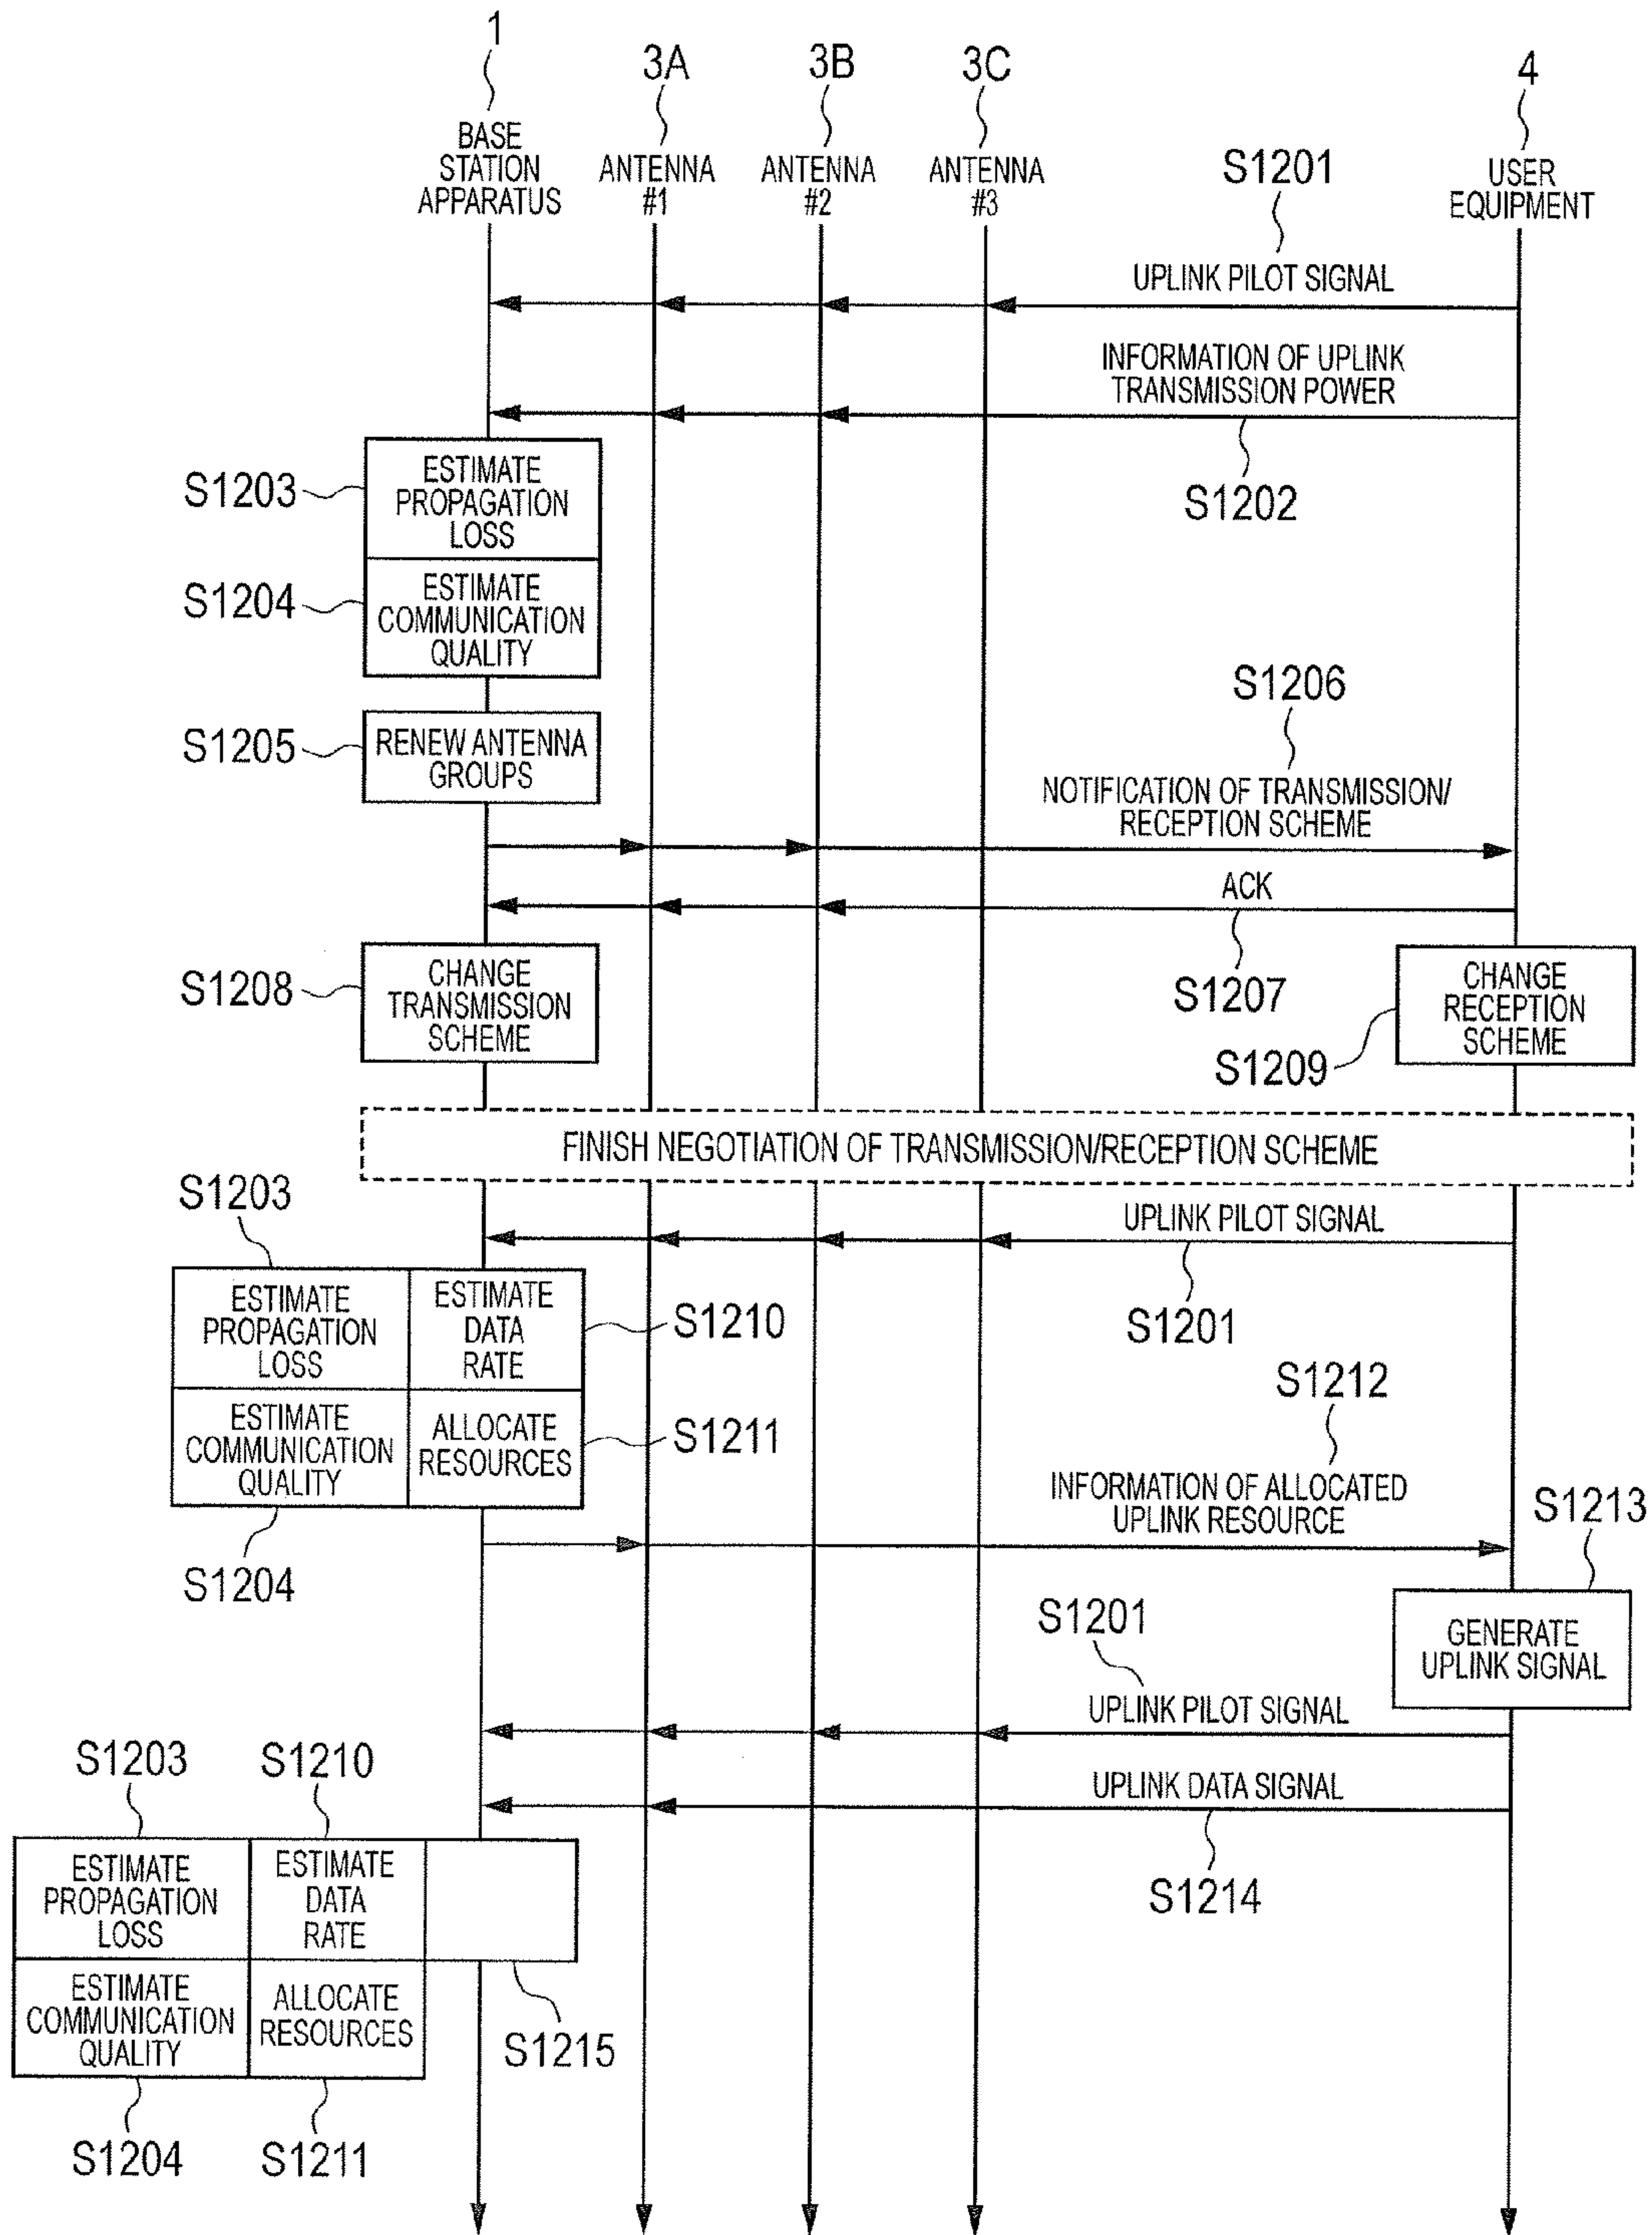 1
3A
3B
3C
4
BASE
STATION
APPARATUS
ANTENNA
#1
ANTENNA
#2
ANTENNA
#3
USER
EQUIPMENT
S1201
UPLINK PILOT SIGNAL
INFORMATION OF UPLINK
TRANSMISSION POWER
S1202
S1203
ESTIMATE
PROPAGATION
LOSS
S1204
ESTIMATE
COMMUNICATION
QUALITY
S1205
RENEW ANTENNA
GROUPS
S1206
NOTIFICATION OF TRANSMISSION/
RECEPTION SCHEME
ACK
S1207
S1208
CHANGE
TRANSMISSION
SCHEME
CHANGE
RECEPTION
SCHEME
S1209
FINISH NEGOTIATION OF TRANSMISSION/RECEPTION SCHEME
S1203
UPLINK PILOT SIGNAL
S1201
ESTIMATE
PROPAGATION
LOSS
ESTIMATE
DATA
RATE
S1210
ESTIMATE
COMMUNICATION
QUALITY
ALLOCATE
RESOURCES
S1211
S1204
S1212
INFORMATION OF ALLOCATED
UPLINK RESOURCE
S1213
GENERATE
UPLINK SIGNAL
S1201
UPLINK PILOT SIGNAL
UPLINK DATA SIGNAL
S1214
S1203
S1210
ESTIMATE
PROPAGATION
LOSS
ESTIMATE
DATA
RATE
ESTIMATE
COMMUNICATION
QUALITY
ALLOCATE
RESOURCES
S1215
S1204
S1211